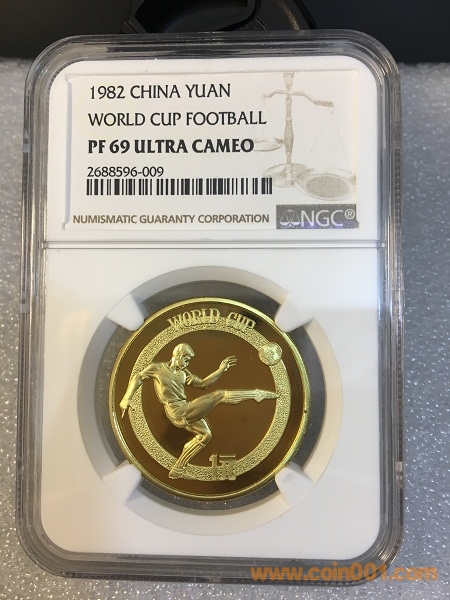 1982 CHINA YUAN
WORLD CUP FOOTBALL
PF 69 ULTRA CAMEO
2688596-009
NUMISMATIC GUARANTY CORPORATION
NGC®
WORLD CUP
1元
www.coin001.com